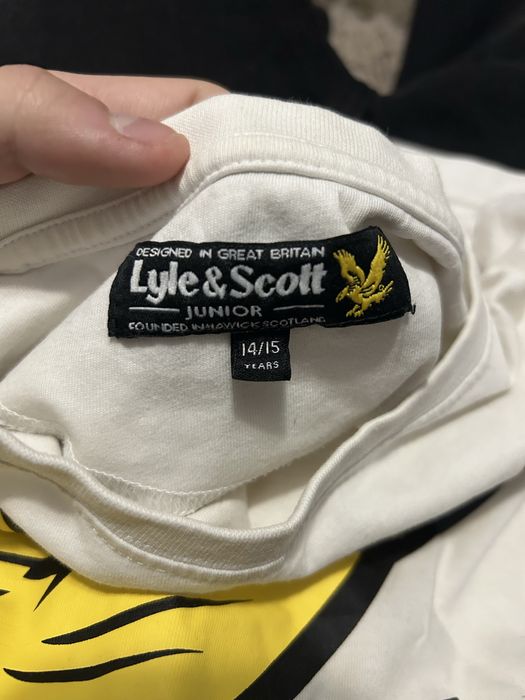 DESIGNED IN GREAT BRITAIN
Lyle & Scott
JUNIOR
FOUNDED IN HAWICK SCOTLAND
14/15
YEARS